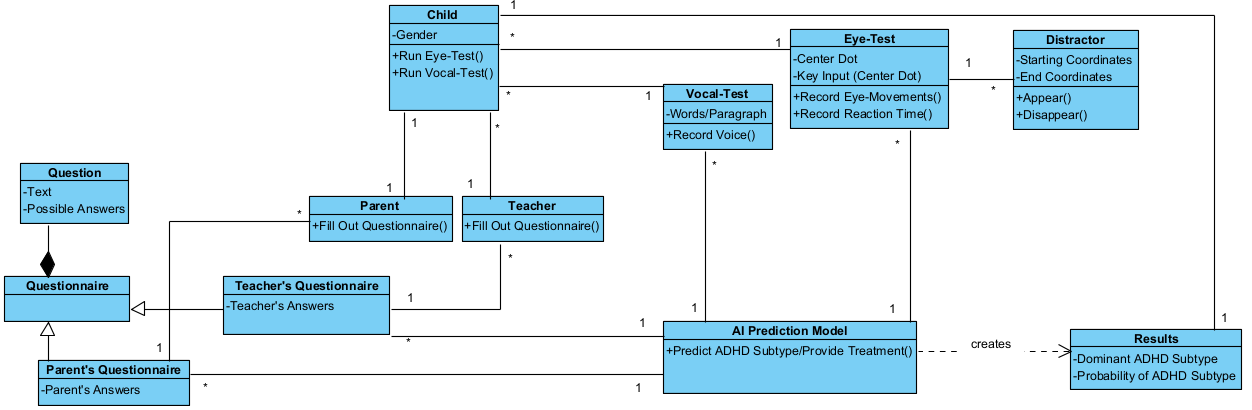 Child
-Gender
+Run Eye-Test()
+Run Vocal-Test()
1
*
1
*
1
Eye-Test
-Center Dot
-Key Input (Center Dot)
+Record Eye-Movements()
+Record Reaction Time()
1
*
Distractor
-Starting Coordinates
-End Coordinates
+Appear()
+Disappear()
Vocal-Test
-Words/Paragraph
+Record Voice()
1
*
1
1
*
*
Question
-Text
-Possible Answers
*
Parent
+Fill Out Questionnaire()
Teacher
+Fill Out Questionnaire()
*
Questionnaire
Teacher's Questionnaire
-Teacher's Answers
1
*
1
1
1
1
AI Prediction Model
+Predict ADHD Subtype/Provide Treatment()
creates
1
Results
-Dominant ADHD Subtype
-Probability of ADHD Subtype
1
Parent's Questionnaire
-Parent's Answers
*
1